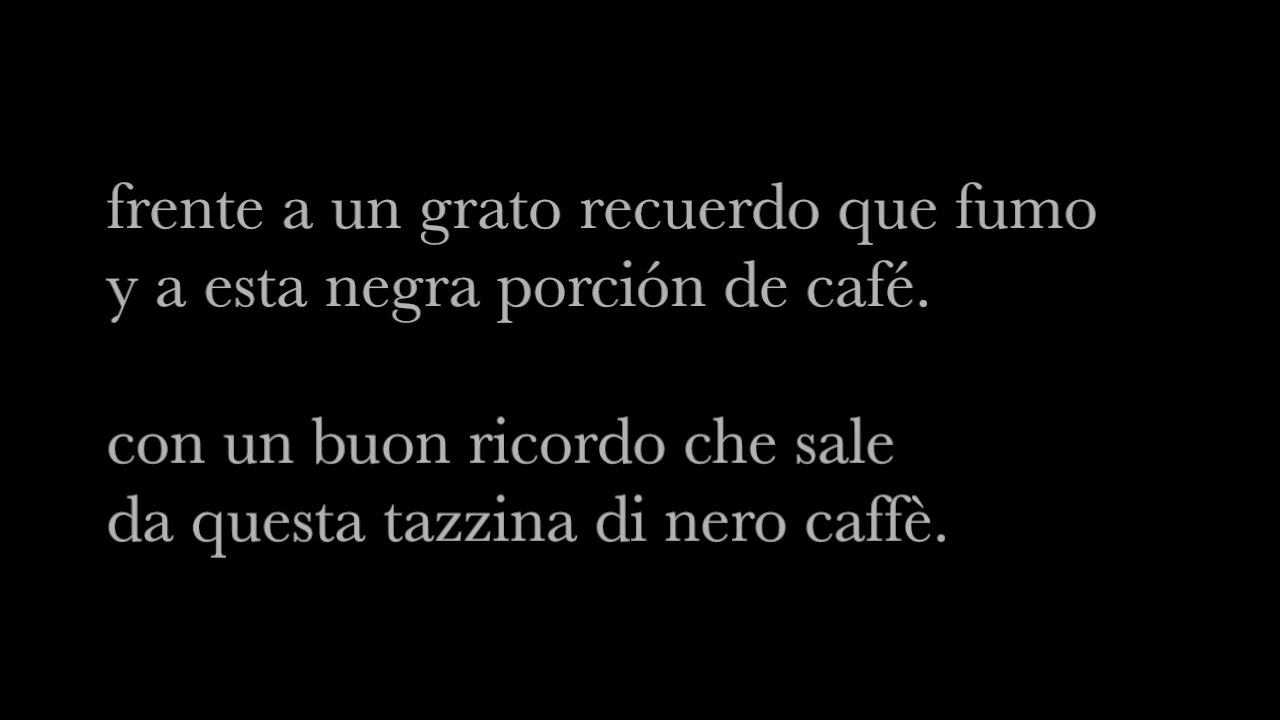 frente a un grato recuerdo que fumo
y a esta negra porción de café.
con un buon ricordo che sale
da questa tazzina di nero caffè.